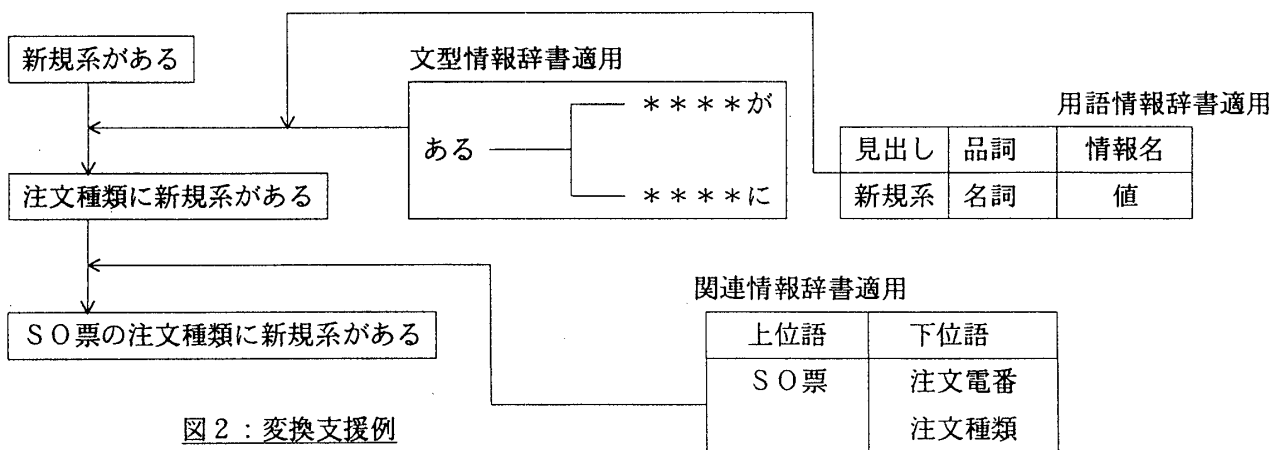 新規系がある
文型情報辞書適用
ある
＊＊＊＊が
＊＊＊＊に
用語情報辞書適用
見出し 品詞 情報名
新規系 名詞 値
注文種類に新規系がある
関連情報辞書適用
上位語 下位語
ＳＯ票 注文電番
注文種類
ＳＯ票の注文種類に新規系がある
図２：変換支援例